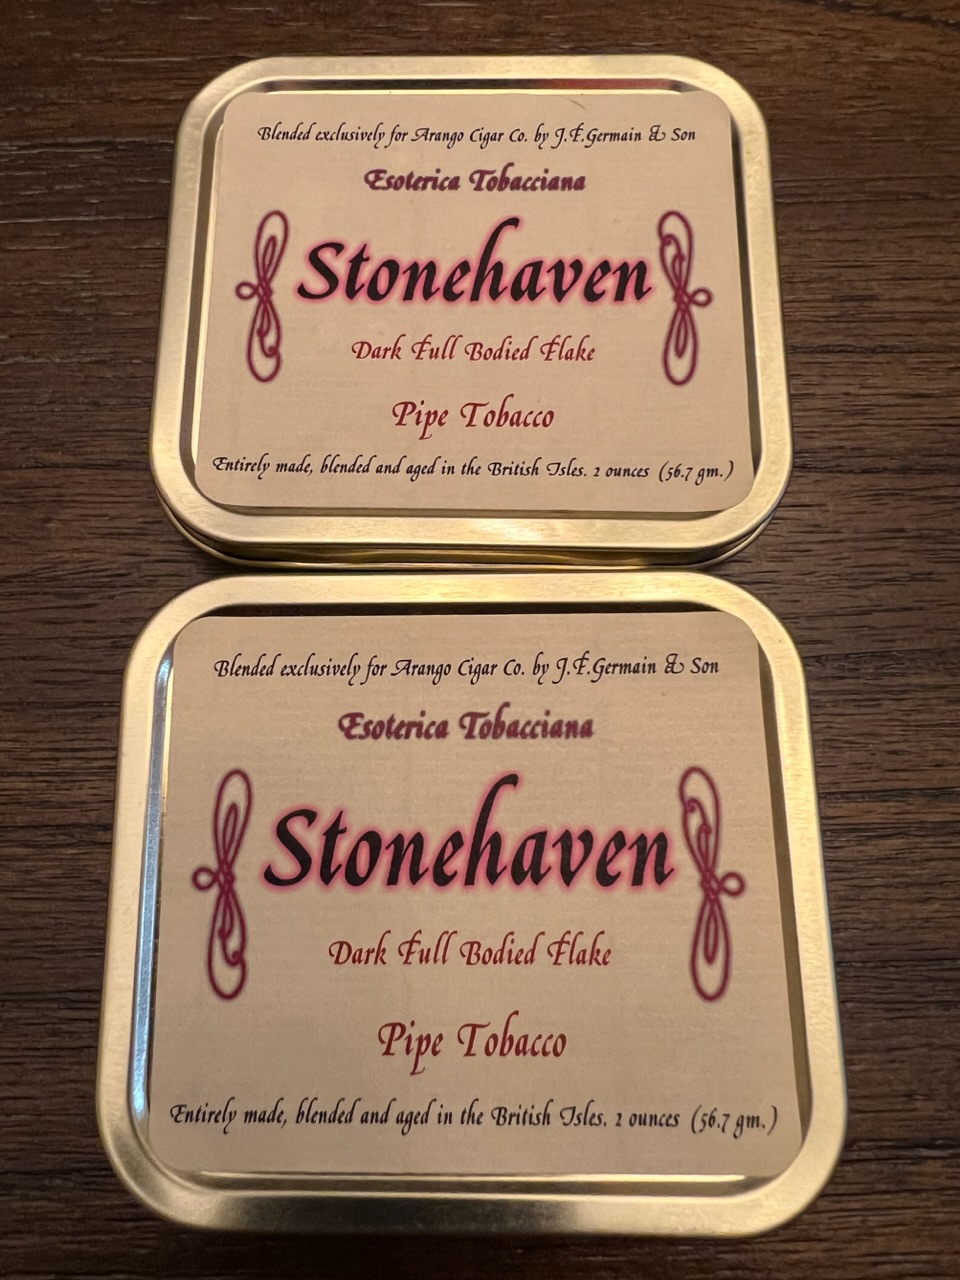 Blended exclusively for Arango Cigar Co. by J.F.Germain & Son
Esoterica Tobacciana
Stonehaven
Dark Full Bodied Flake
Pipe Tobacco
Entirely made, blended and aged in the British Isles. 2 ounces (56.7 gm.)
Blended exclusively for Arango Cigar Co. by J.F.Germain & Son
Esoterica Tobacciana
Stonehaven
Dark Full Bodied Flake
Pipe Tobacco
Entirely made, blended and aged in the British Isles. 2 ounces (56.7 gm.)